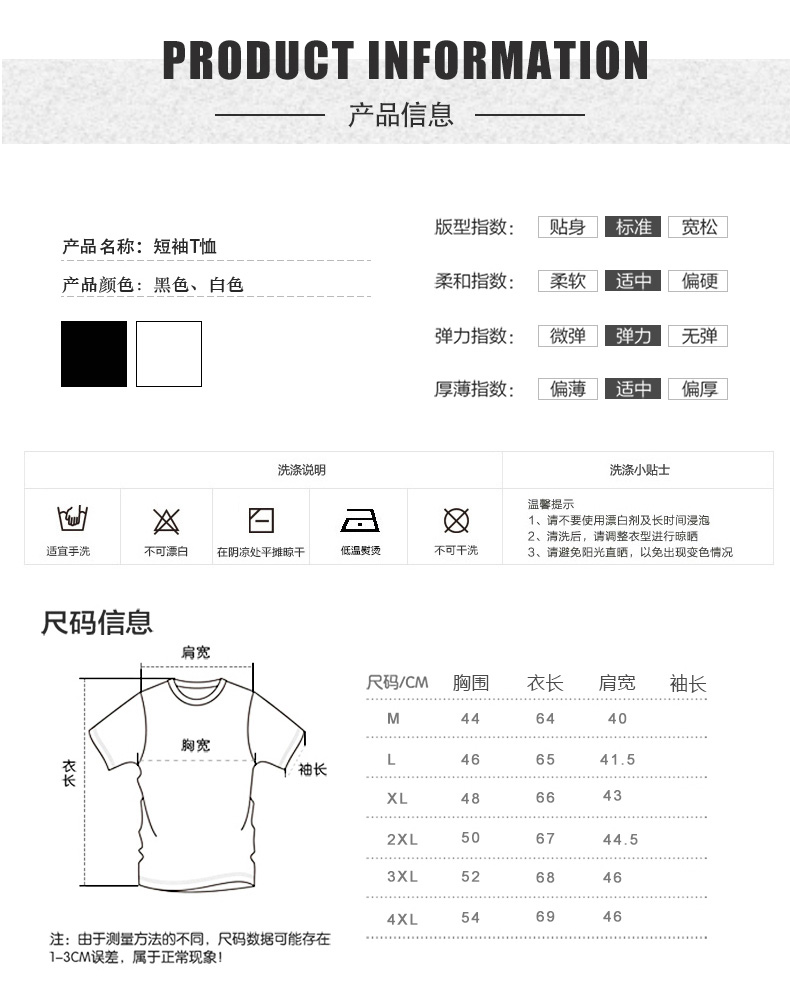 PRODUCT INFORMATION
产品信息
产品名称：短袖T恤
产品颜色：黑色、白色
版型指数： 贴身 标准 宽松
柔和指数： 柔软 适中 偏硬
弹力指数： 微弹 弹力 无弹
厚薄指数： 偏薄 适中 偏厚
洗涤说明
适宜手洗 不可漂白 在阴凉处平摊晾干 低温熨烫 不可干洗
洗涤小贴士
温馨提示
1、请不要使用漂白剂及长时间浸泡
2、清洗后，请调整衣型进行晾晒
3、请避免阳光直晒，以免出现变色情况
尺码信息
肩宽
胸宽
衣长
袖长
尺码/CM 胸围 衣长 肩宽 袖长
M 44 64 40
L 46 65 41.5
XL 48 66 43
2XL 50 67 44.5
3XL 52 68 46
4XL 54 69 46
注：由于测量方法的不同，尺码数据可能存在
1-3CM误差，属于正常现象！